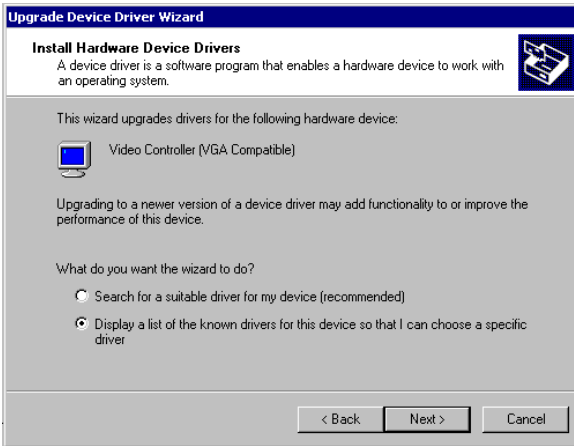 Upgrade Device Driver Wizard
Install Hardware Device Drivers
A device driver is a software program that enables a hardware device to work with
an operating system.
This wizard upgrades drivers for the following hardware device:
Video Controller (VGA Compatible)
Upgrading to a newer version of a device driver may add functionality to or improve the
performance of this device.
What do you want the wizard to do?
Search for a suitable driver for my device (recommended)
Display a list of the known drivers for this device so that I can choose a specific
driver
< Back Next > Cancel